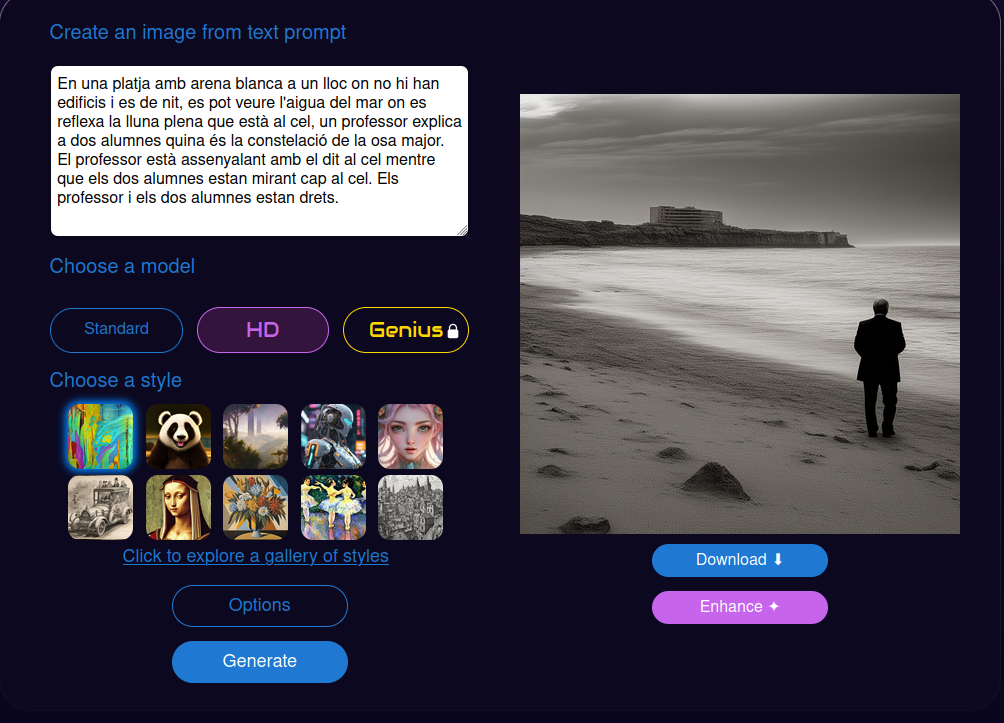 Create an image from text prompt
En una platja amb arena blanca a un lloc on no hi han
edificis i es de nit, es pot veure l'aigua del mar on es
reflexa la lluna plena que està al cel, un professor explica
a dos alumnes quina és la constelació de la osa major.
El professor està assenyalant amb el dit al cel mentre
que els dos alumnes estan mirant cap al cel. Els
professor i els dos alumnes estan drets.
Choose a model
Standard
HD
Genius
Choose a style
Click to explore a gallery of styles
Options
Generate
Download
Enhance